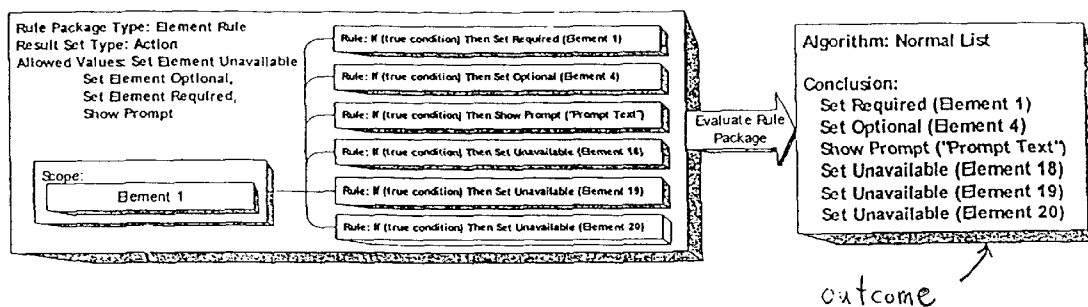 Rule Package Type: Element Rule
Result Set Type: Action
Allowed Values: Set Element Unavailable
Set Element Optional,
Set Element Required,
Show Prompt
Scope:
Element 1
Rule: If (true condition) Then Set Required (Element 1)
Rule: If (true condition) Then Set Optional (Element 4)
Rule: If (true condition) Then Show Prompt ("Prompt Text")
Rule: If (true condition) Then Set Unavailable (Element 18)
Rule: If (true condition) Then Set Unavailable (Element 19)
Rule: If (true condition) Then Set Unavailable (Element 20)
Evaluate Rule
Package
Algorithm: Normal List
Conclusion:
Set Required (Element 1)
Set Optional (Element 4)
Show Prompt ("Prompt Text")
Set Unavailable (Element 18)
Set Unavailable (Element 19)
Set Unavailable (Element 20)
outcome